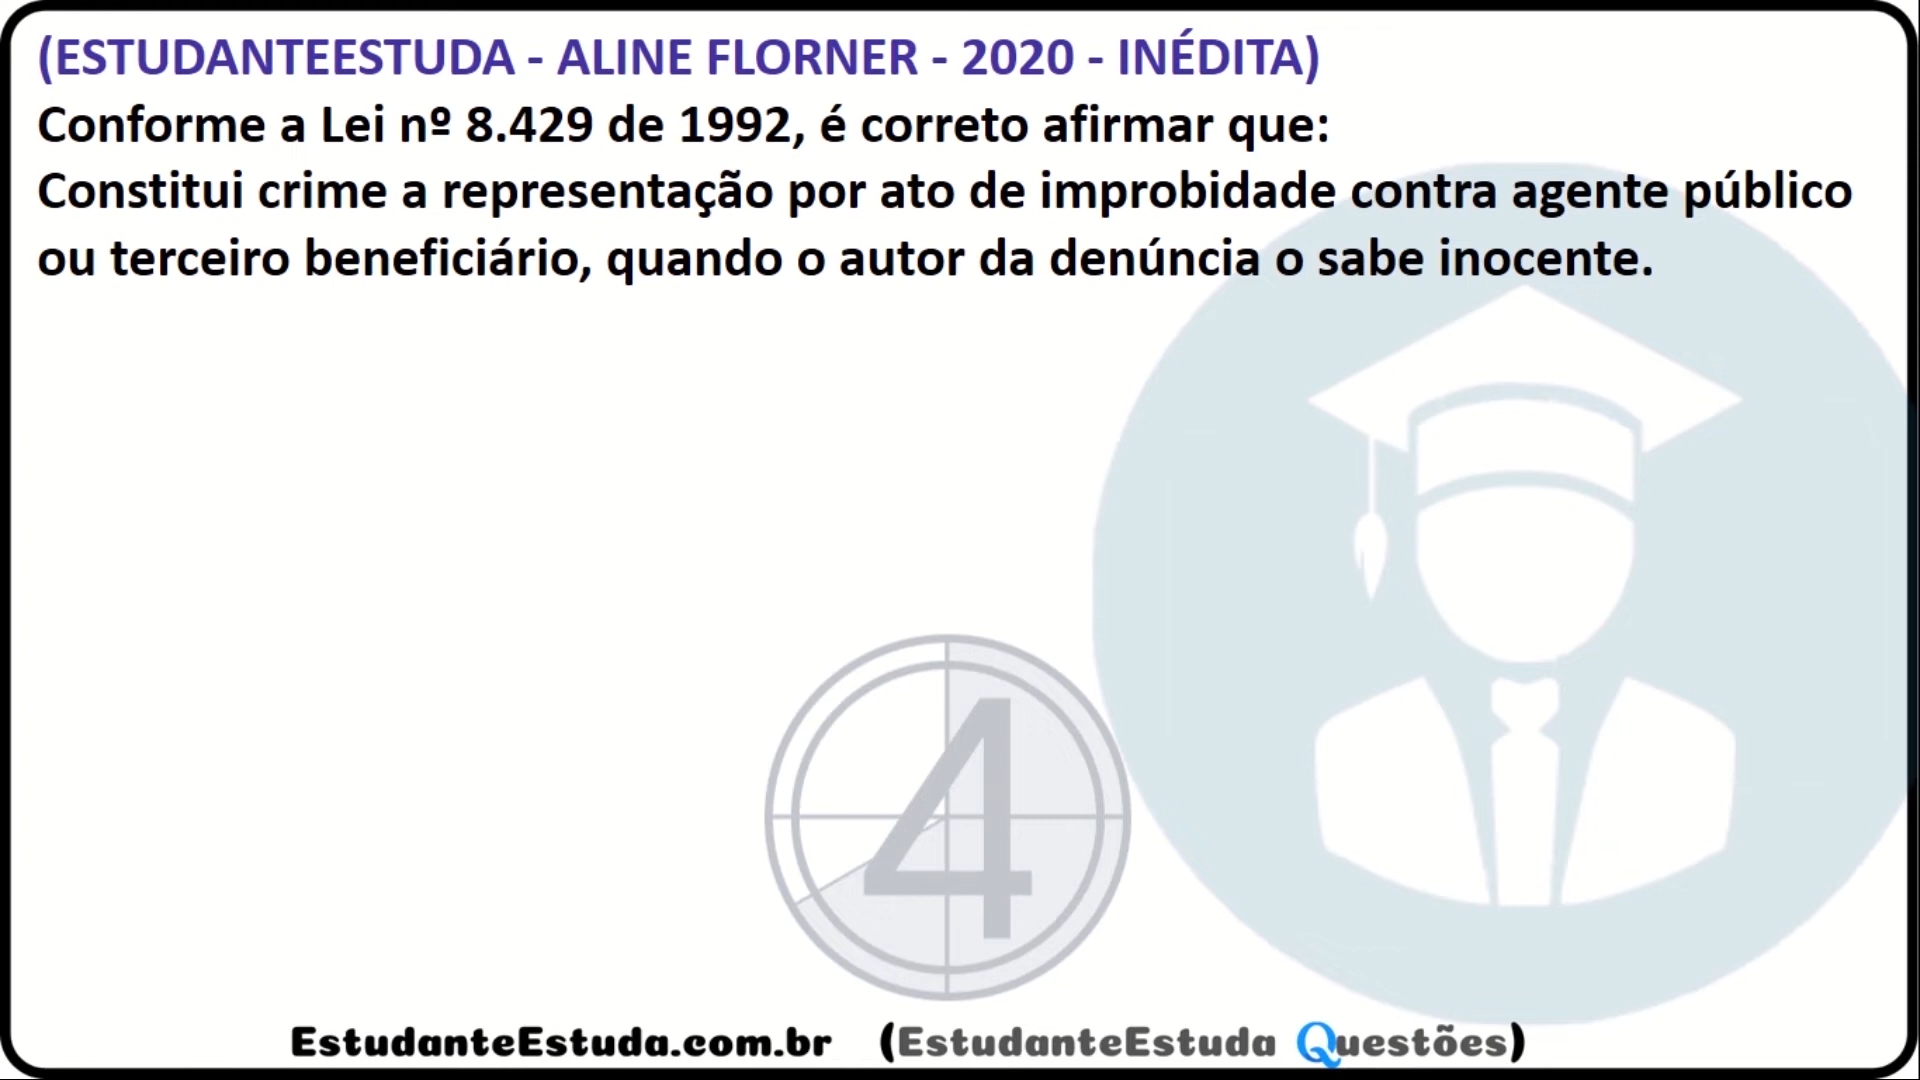 (ESTUDANTEESTUDA - ALINE FLORNER - 2020 - INÉDITA)
Conforme a Lei nº 8.429 de 1992, é correto afirmar que:
Constitui crime a representação por ato de improbidade contra agente público
ou terceiro beneficiário, quando o autor da denúncia o sabe inocente.
4
EstudanteEstuda.com.br (EstudanteEstuda Questões)